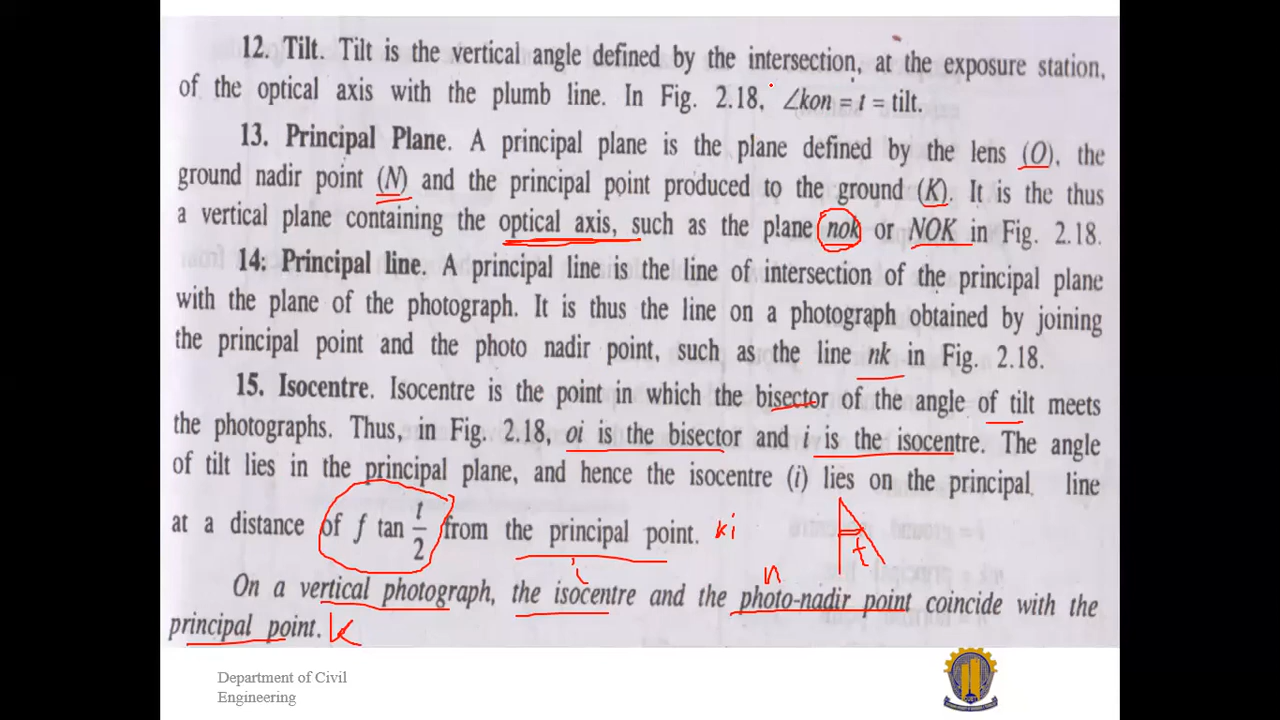 12. Tilt. Tilt is the vertical angle defined by the intersection, at the exposure station,
of the optical axis with the plumb line. In Fig. 2.18, ∠kon = t = tilt.
13. Principal Plane. A principal plane is the plane defined by the lens (O), the
ground nadir point (N) and the principal point produced to the ground (K). It is the thus
a vertical plane containing the optical axis, such as the plane nok or NOK in Fig. 2.18.
14. Principal line. A principal line is the line of intersection of the principal plane
with the plane of the photograph. It is thus the line on a photograph obtained by joining
the principal point and the photo nadir point, such as the line nk in Fig. 2.18.
15. Isocentre. Isocentre is the point in which the bisector of the angle of tilt meets
the photographs. Thus, in Fig. 2.18, oi is the bisector and i is the isocentre. The angle
of tilt lies in the principal plane, and hence the isocentre (i) lies on the principal line
at a distance of f tan t/2 from the principal point. ki
t
i n
On a vertical photograph, the isocentre and the photo-nadir point coincide with the
principal point. k
Department of Civil
Engineering